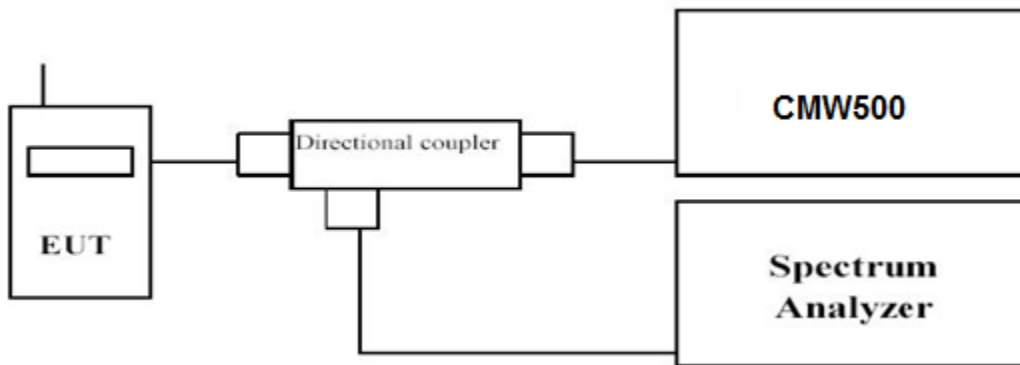 EUT
Directional coupler
CMW500
Spectrum
Analyzer